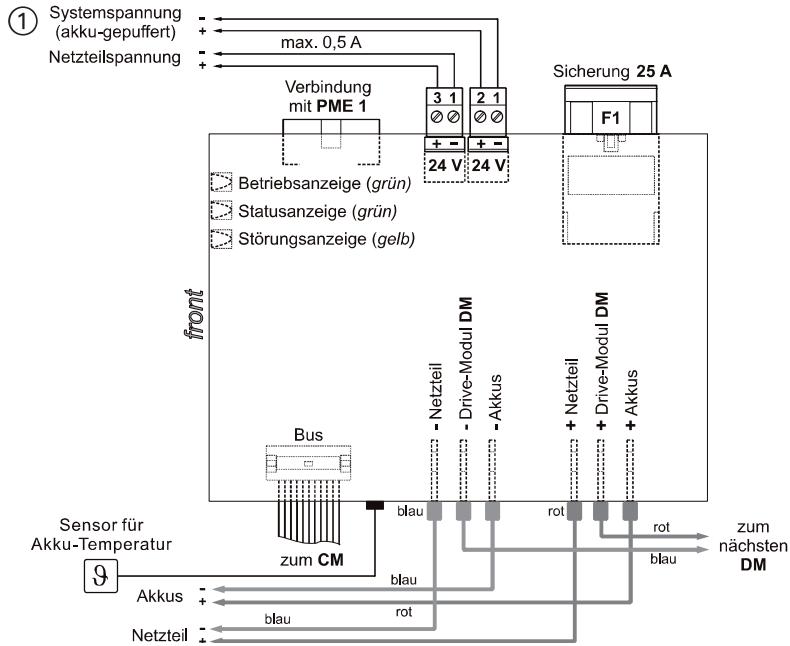 ① Systemspannung
(akku-gepuffert)
-
+
Netzteilspannung
-
+
max. 0,5 A
Verbindung
mit PME 1
3 1
2 1
+ -
+ -
24 V
24 V
Sicherung 25 A
F1
Betriebsanzeige (grün)
Statusanzeige (grün)
Störungsanzeige (gelb)
front
- Netzteil
- Drive-Modul DM
- Akkus
+ Netzteil
+ Drive-Modul DM
+ Akkus
Bus
blau
rot
rot
blau
zum
nächsten
DM
Sensor für
Akku-Temperatur
ϑ
zum CM
blau
Akkus
-
+
rot
blau
Netzteil
-
+